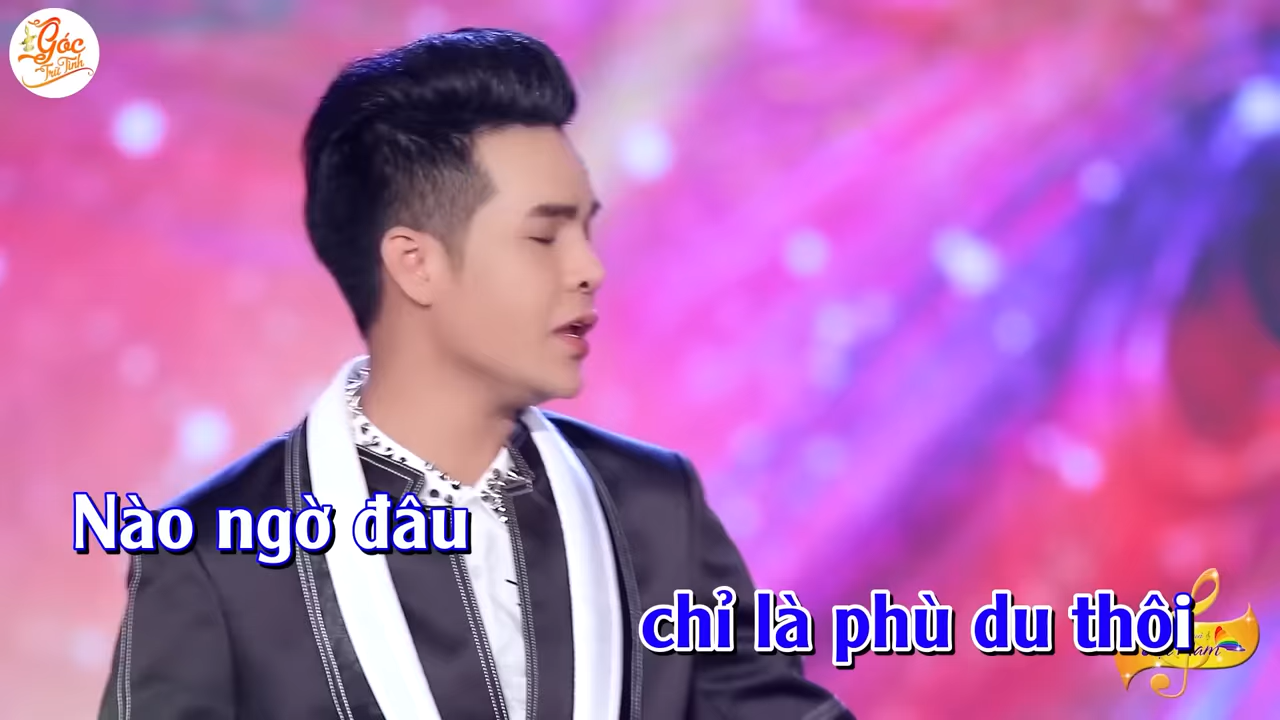 Góc
Trữ Tình
Nào ngờ đâu
chỉ là phù du thôi